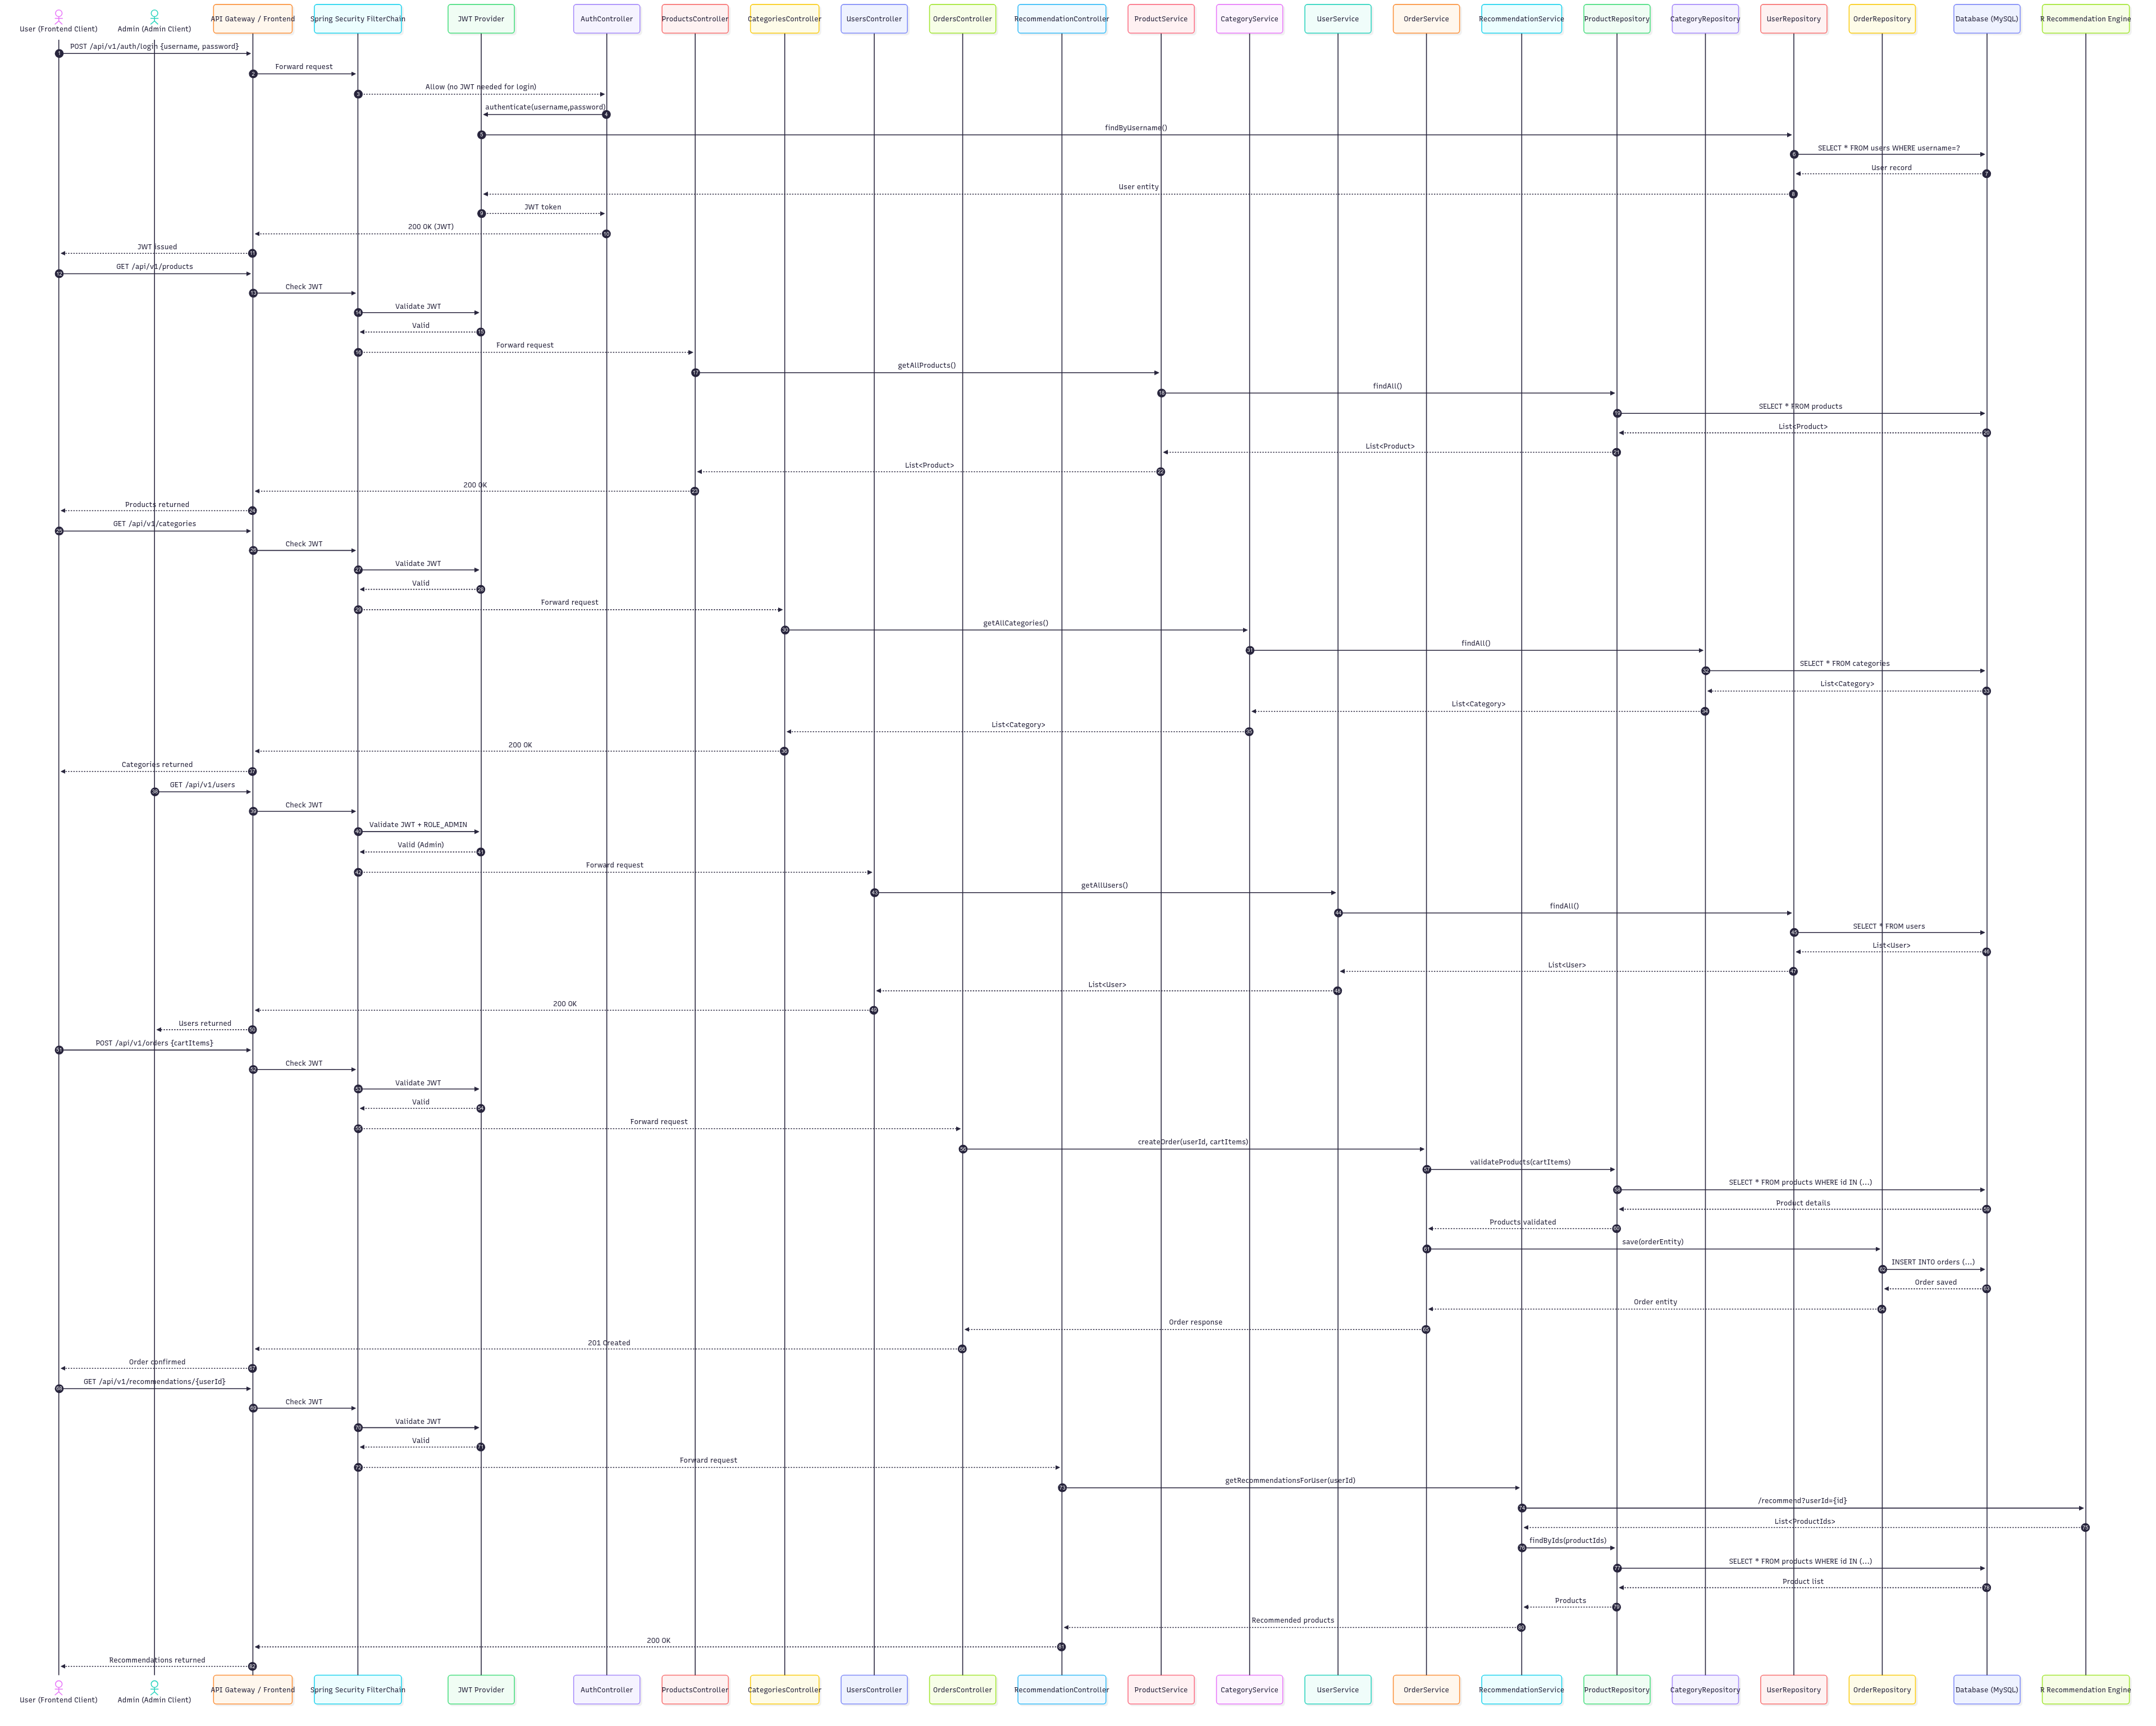 User (Frontend Client)
Admin (Admin Client)
API Gateway / Frontend
Spring Security FilterChain
JWT Provider
AuthController
ProductsController
CategoriesController
UsersController
OrdersController
RecommendationController
ProductService
CategoryService
UserService
OrderService
RecommendationService
ProductRepository
CategoryRepository
UserRepository
OrderRepository
Database (MySQL)
R Recommendation Engine
1 POST /api/v1/auth/login {username, password}
2 Forward request
3 Allow (no JWT needed for login)
4 authenticate(username,password)
5 findByUsername()
6 SELECT * FROM users WHERE username=?
7 User record
8 User entity
9 JWT token
10 200 OK (JWT)
11 JWT issued
12 GET /api/v1/products
13 Check JWT
14 Validate JWT
15 Valid
16 Forward request
17 getAllProducts()
18 findAll()
19 SELECT * FROM products
20 List<Product>
21 List<Product>
22 List<Product>
23 200 OK
24 Products returned
25 GET /api/v1/categories
26 Check JWT
27 Validate JWT
28 Valid
29 Forward request
30 getAllCategories()
31 findAll()
32 SELECT * FROM categories
33 List<Category>
34 List<Category>
35 List<Category>
36 200 OK
37 Categories returned
38 GET /api/v1/users
39 Check JWT
40 Validate JWT + ROLE_ADMIN
41 Valid (Admin)
42 Forward request
43 getAllUsers()
44 findAll()
45 SELECT * FROM users
46 List<User>
47 List<User>
48 List<User>
49 200 OK
50 Users returned
51 POST /api/v1/orders {cartItems}
52 Check JWT
53 Validate JWT
54 Valid
55 Forward request
56 createOrder(userId, cartItems)
57 validateProducts(cartItems)
58 SELECT * FROM products WHERE id IN (...)
59 Product details
60 Products validated
61 save(orderEntity)
62 INSERT INTO orders (...)
63 Order saved
64 Order entity
65 Order response
66 201 Created
67 Order confirmed
68 GET /api/v1/recommendations/{userId}
69 Check JWT
70 Validate JWT
71 Valid
72 Forward request
73 getRecommendationsForUser(userId)
74 /recommend?userId={id}
75 List<ProductIds>
76 findByIds(productIds)
77 SELECT * FROM products WHERE id IN (...)
78 Product list
79 Products
80 Recommended products
81 200 OK
82 Recommendations returned
User (Frontend Client)
Admin (Admin Client)
API Gateway / Frontend
Spring Security FilterChain
JWT Provider
AuthController
ProductsController
CategoriesController
UsersController
OrdersController
RecommendationController
ProductService
CategoryService
UserService
OrderService
RecommendationService
ProductRepository
CategoryRepository
UserRepository
OrderRepository
Database (MySQL)
R Recommendation Engine